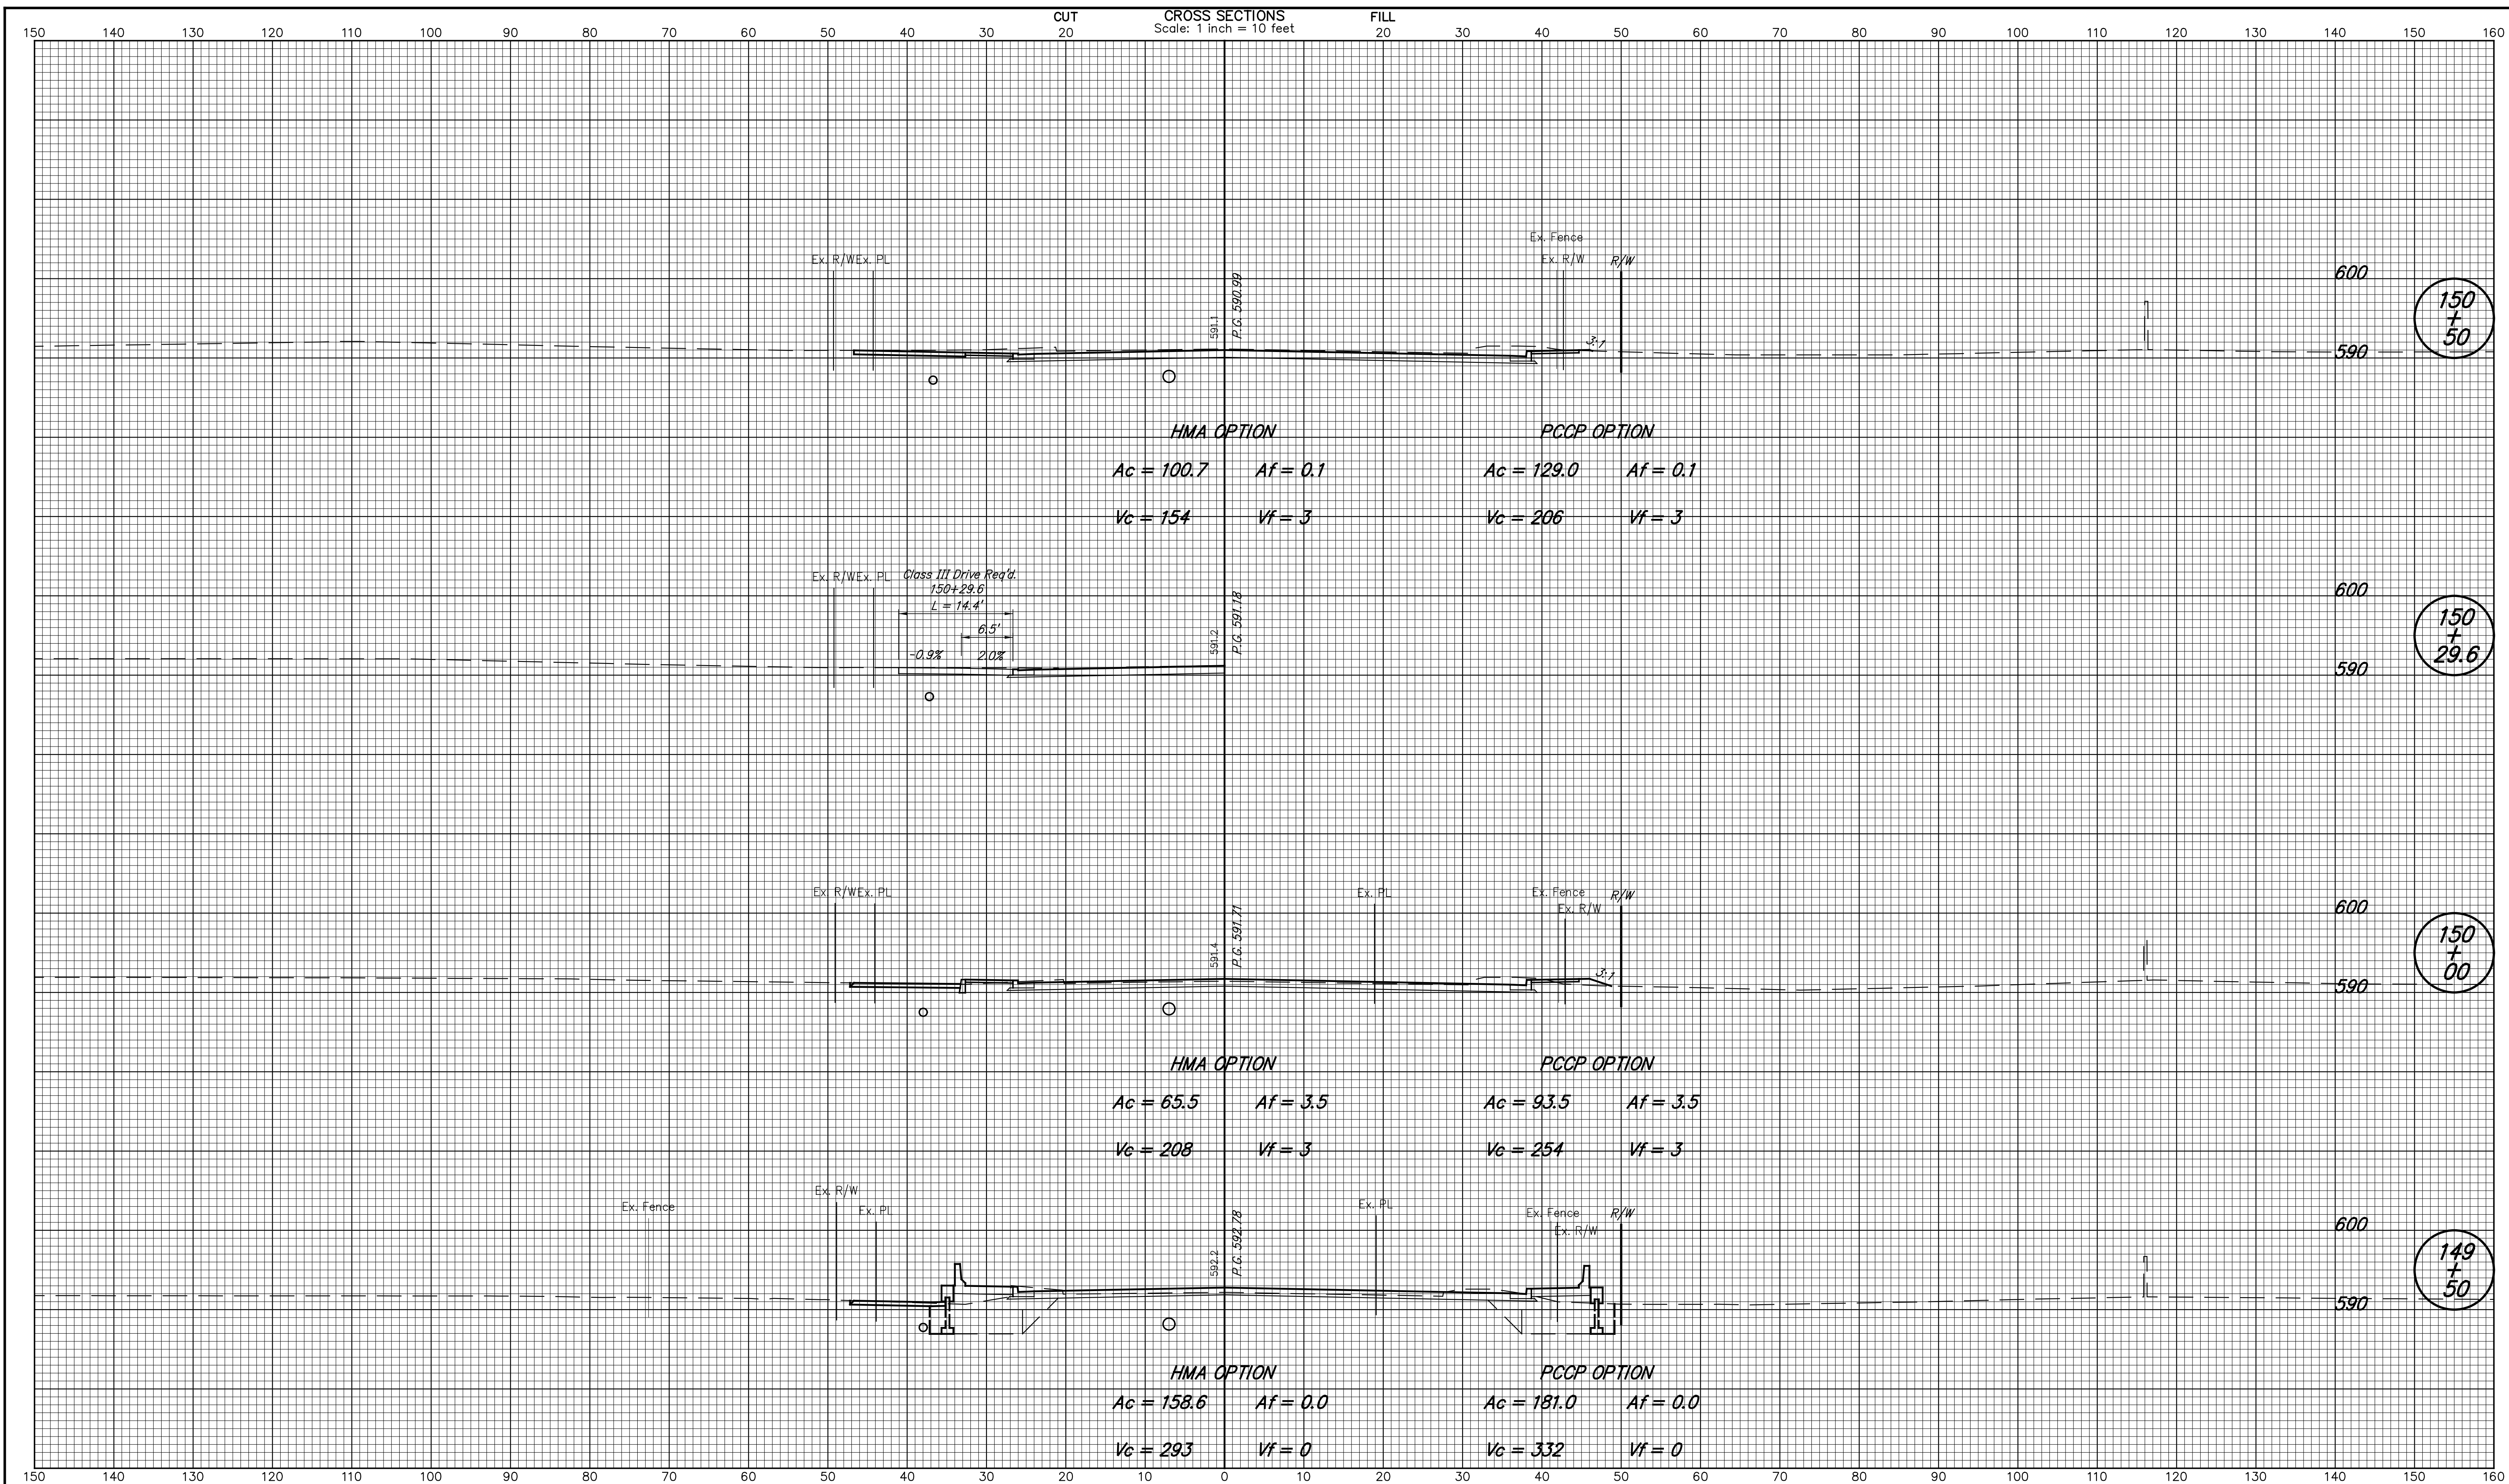 CUT CROSS SECTIONS FILL
Scale: 1 inch = 10 feet
150 140 130 120 110 100 90 80 70 60 50 40 30 20 20 30 40 50 60 70 80 90 100 110 120 130 140 150 160
Ex. Fence
Ex. R/W Ex. PL Ex. R/W R/W
591.1
P.G. 590.99
600
150
+
50
590
3:1
HMA OPTION PCCP OPTION
Ac = 100.7 Af = 0.1 Ac = 129.0 Af = 0.1
Vc = 154 Vf = 3 Vc = 206 Vf = 3
Ex. R/W Ex. PL Class III Drive Req'd.
150+29.6
L = 14.4'
6.5'
-0.9% 2.0%
591.2
P.G. 591.18
600
150
+
29.6
590
Ex. R/W Ex. PL Ex. PL Ex. Fence R/W
Ex. R/W
591.4
P.G. 591.71
600
150
+
00
590
3:1
HMA OPTION PCCP OPTION
Ac = 65.5 Af = 3.5 Ac = 93.5 Af = 3.5
Vc = 208 Vf = 3 Vc = 254 Vf = 3
Ex. Fence Ex. R/W Ex. PL Ex. PL Ex. Fence R/W
Ex. R/W
592.2
P.G. 592.78
600
149
+
50
590
HMA OPTION PCCP OPTION
Ac = 158.6 Af = 0.0 Ac = 181.0 Af = 0.0
Vc = 293 Vf = 0 Vc = 332 Vf = 0
150 140 130 120 110 100 90 80 70 60 50 40 30 20 10 0 10 20 30 40 50 60 70 80 90 100 110 120 130 140 150 160